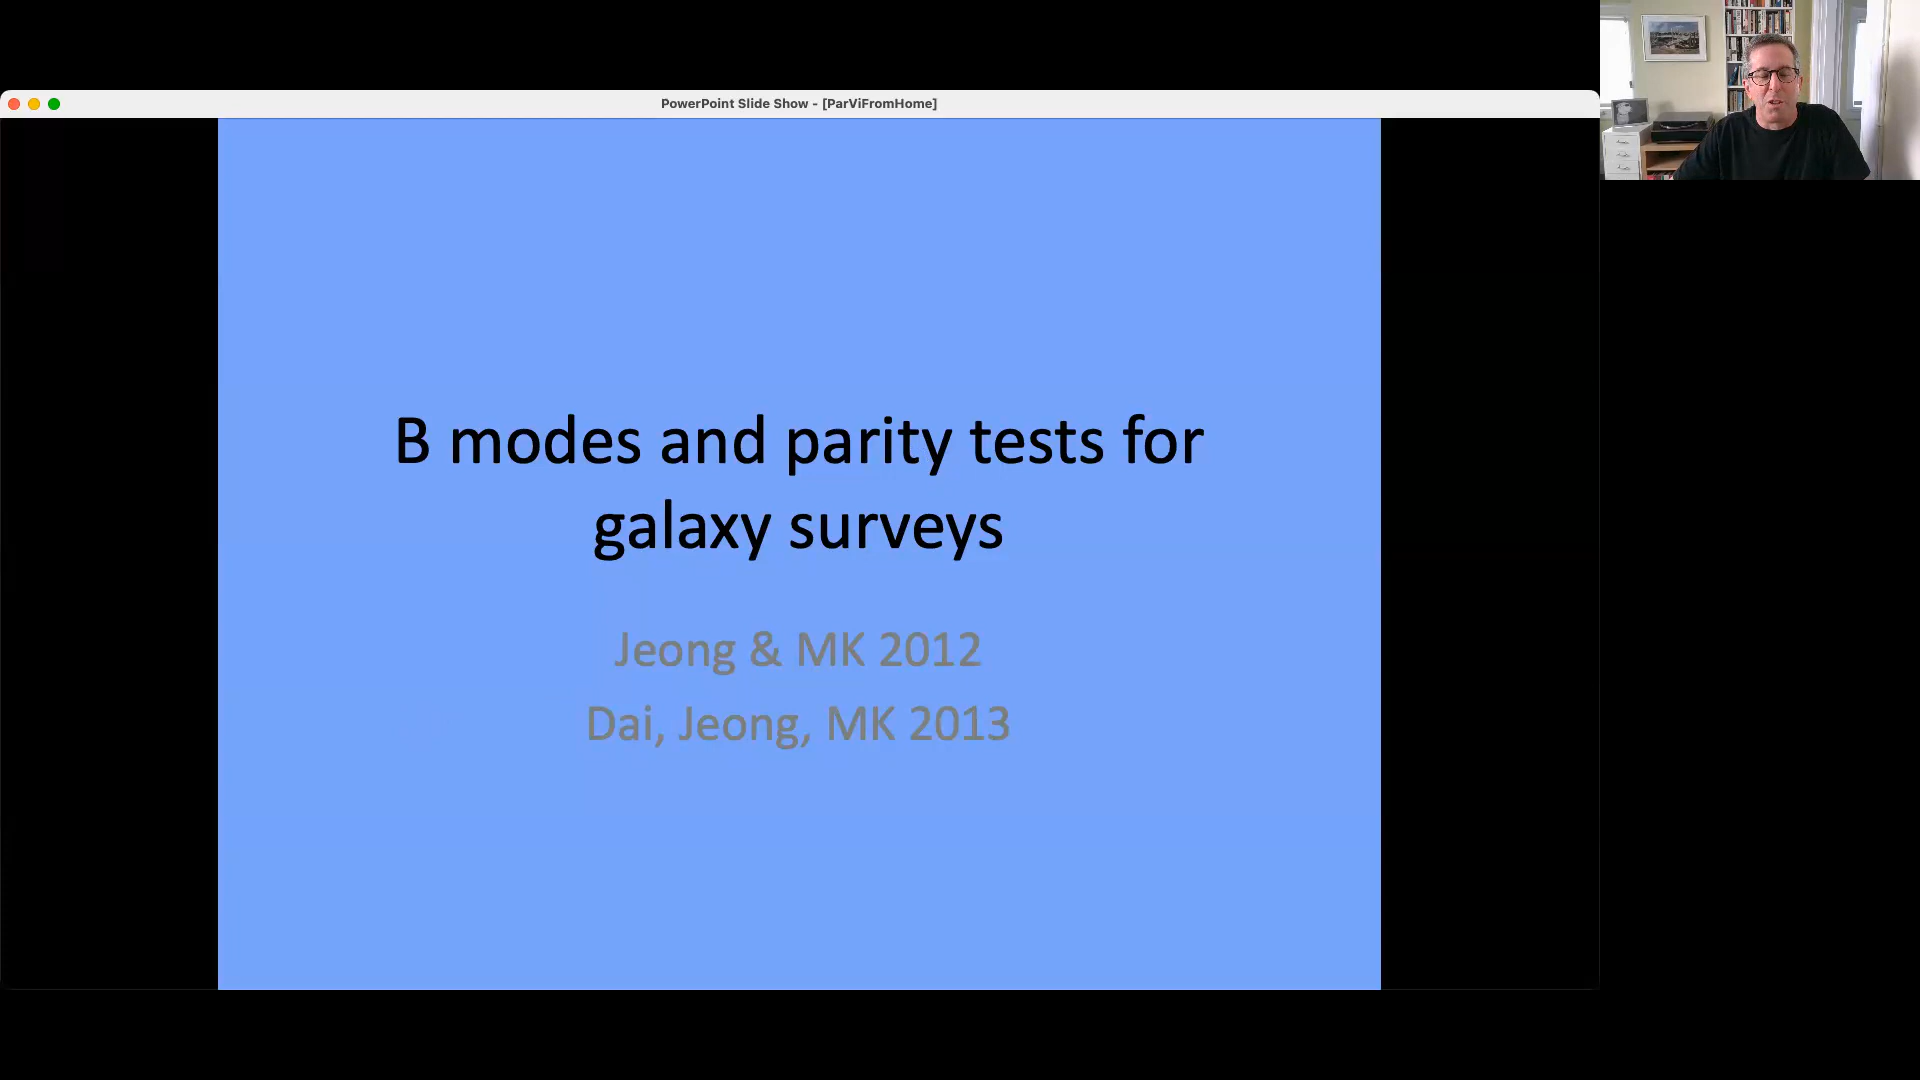 PowerPoint Slide Show - [ParViFromHome]
B modes and parity tests for
galaxy surveys
Jeong & MK 2012
Dai, Jeong, MK 2013